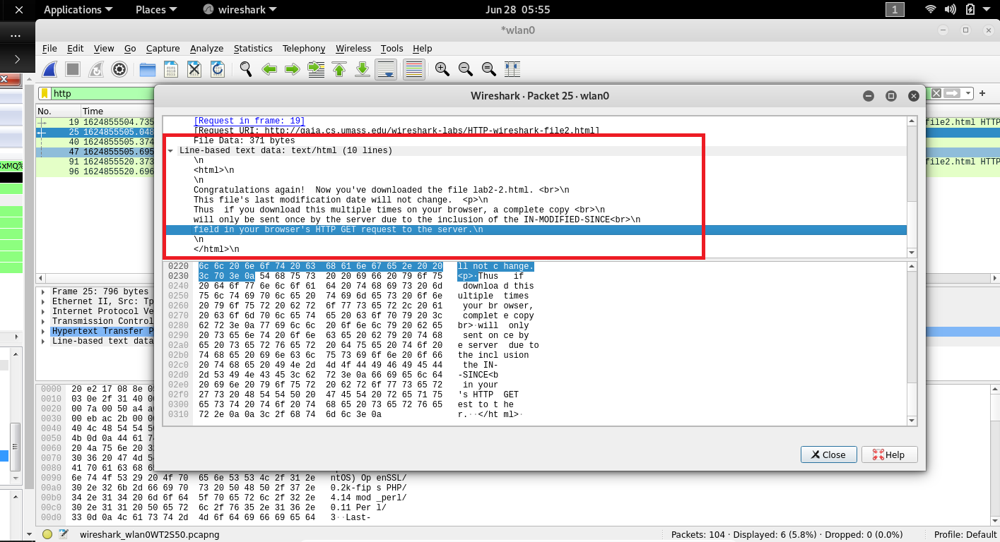 Applications Places wireshark Jun 28 05:55 1
*wlan0
File Edit View Go Capture Analyze Statistics Telephony Wireless Tools Help
http
Wireshark · Packet 25 · wlan0
No. Time
19 1624855504.735
25 1624855505.048
40 1624855505.374
47 1624855505.695
91 1624855520.373
96 1624855520.696
file2.html HTTP
file2.html HTTP
[Request in frame: 19]
[Request URI: http://gaia.cs.umass.edu/wireshark-labs/HTTP-wireshark-file2.html]
File Data: 371 bytes
Line-based text data: text/html (10 lines)
\n
<html>\n
\n
Congratulations again!  Now you've downloaded the file lab2-2.html. <br>\n
This file's last modification date will not change.  <p>\n
Thus  if you download this multiple times on your browser, a complete copy <br>\n
will only be sent once by the server due to the inclusion of the IN-MODIFIED-SINCE<br>\n
field in your browser's HTTP GET request to the server.\n
\n
</html>\n
0220 6c 6c 20 6e 6f 74 20 63 68 61 6e 67 65 2e 20 20 ll not c hange.
0230 3c 70 3e 0a 54 68 75 73 20 20 69 66 20 79 6f 75 <p>·Thus if
0240 20 64 6f 77 6e 6c 6f 61 64 20 74 68 69 73 20 6d downloa d this
0250 75 6c 74 69 70 6c 65 20 74 69 6d 65 73 20 6f 6e ultiple times
0260 20 79 6f 75 72 20 62 72 6f 77 73 65 72 2c 20 61 your br owser,
0270 20 63 6f 6d 70 6c 65 74 65 20 63 6f 70 79 20 3c complet e copy
0280 62 72 3e 0a 77 69 6c 6c 20 6f 6e 6c 79 20 62 65 br>·will only
0290 20 73 65 6e 74 20 6f 6e 63 65 20 62 79 20 74 68 sent on ce by
02a0 65 20 73 65 72 76 65 72 20 64 75 65 20 74 6f 20 e server due to
02b0 74 68 65 20 69 6e 63 6c 75 73 69 6f 6e 20 6f 66 the incl usion
02c0 20 74 68 65 20 49 4e 2d 4d 4f 44 49 46 49 45 44 the IN-
02d0 2d 53 49 4e 43 45 3c 62 72 3e 0a 66 69 65 6c 64 -SINCE<b
02e0 20 69 6e 20 79 6f 75 72 20 62 72 6f 77 73 65 72 in your
02f0 27 73 20 48 54 54 50 20 47 45 54 20 72 65 71 75 's HTTP GET
0300 65 73 74 20 74 6f 20 74 68 65 20 73 65 72 76 65 est to t he
0310 72 2e 0a 0a 3c 2f 68 74 6d 6c 3e 0a r.··</ht ml>·
Close Help
Frame 25: 796 bytes
Ethernet II, Src: Tp
Internet Protocol Ve
Transmission Control
Hypertext Transfer P
Line-based text data
0000 20 e2 17 08 8e
0010 03 0e 2f 31 40
0020 00 7a 00 50 a4
0030 00 eb ac 2b 00
0040 40 4c 48 54 54
0050 4b 0d 0a 44 61
0060 20 4a 75 6e 20
0070 30 36 20 47 4d
0080 41 70 61 63 68
0090 6e 74 4f 53 29 20 4f 70 65 6e 53 53 4c 2f 31 2e ntOS) Op enSSL/
00a0 30 2e 32 6b 2d 66 69 70 73 20 48 50 2f 37 2e 0.2k-fip s PHP/
00b0 34 2e 31 34 20 6d 6f 64 5f 70 65 72 6c 2f 32 2e 4.14 mod _perl/
00c0 30 2e 31 31 20 50 65 72 6c 2f 76 35 2e 31 36 2e 0.11 Per l/
00d0 33 0d 0a 4c 61 73 74 2d 4d 6f 64 69 66 69 65 64 3··Last-
wireshark_wlan0WT2S50.pcapng Packets: 104 · Displayed: 6 (5.8%) · Dropped: 0 (0.0%) Profile: Default